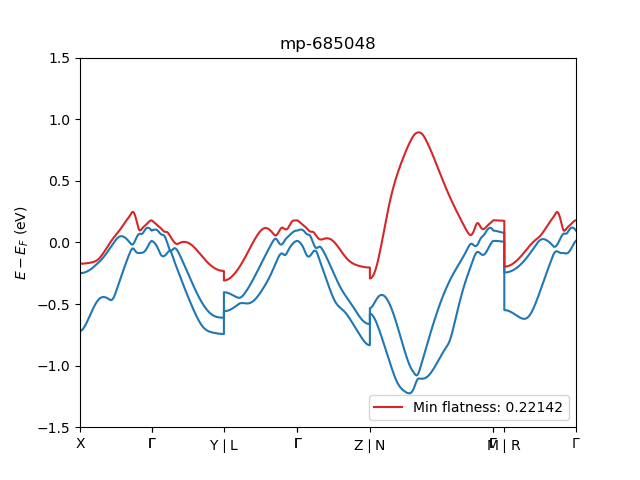 mp-685048
E − E_F (eV)
1.5
1.0
0.5
0.0
−0.5
−1.0
−1.5
Min flatness: 0.22142
X Γ Y | L Γ Z | N Γ M | R Γ